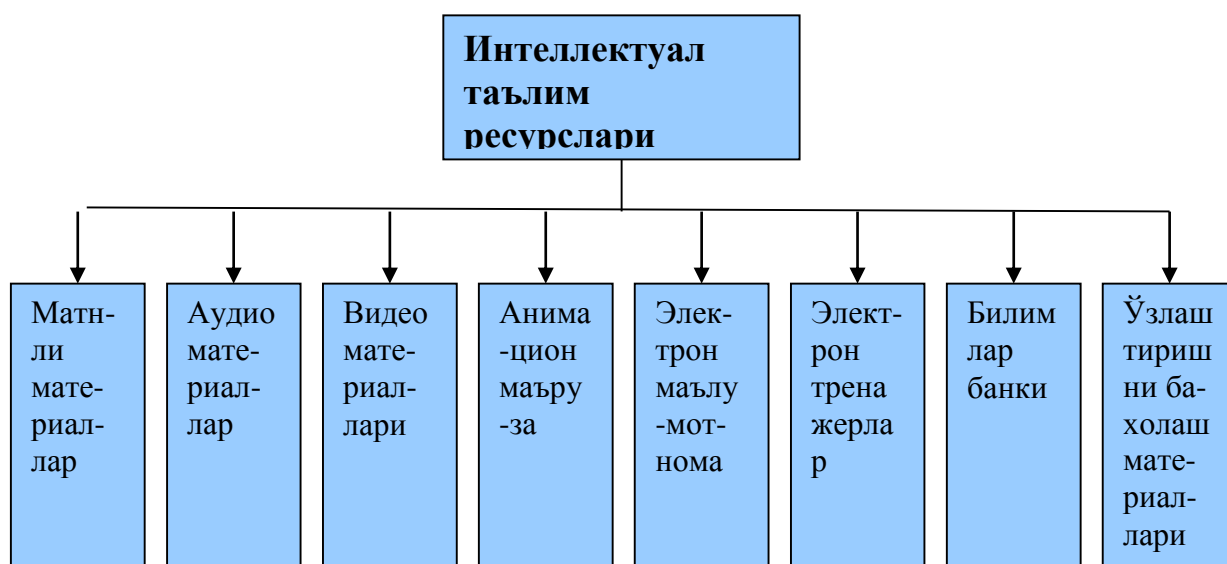 Интеллектуал
таълим
ресурслари
Матн-
ли
мате-
риал-
лар
Аудио
мате-
риал-
лар
Видео
мате-
риал-
лари
Анима
-цион
маъру
-за
Элек-
трон
маълу
-мот-
нома
Элект-
рон
трена
жерла
р
Билим
лар
банки
Ўзлаш
тириш
ни ба-
холаш
мате-
риал-
лари